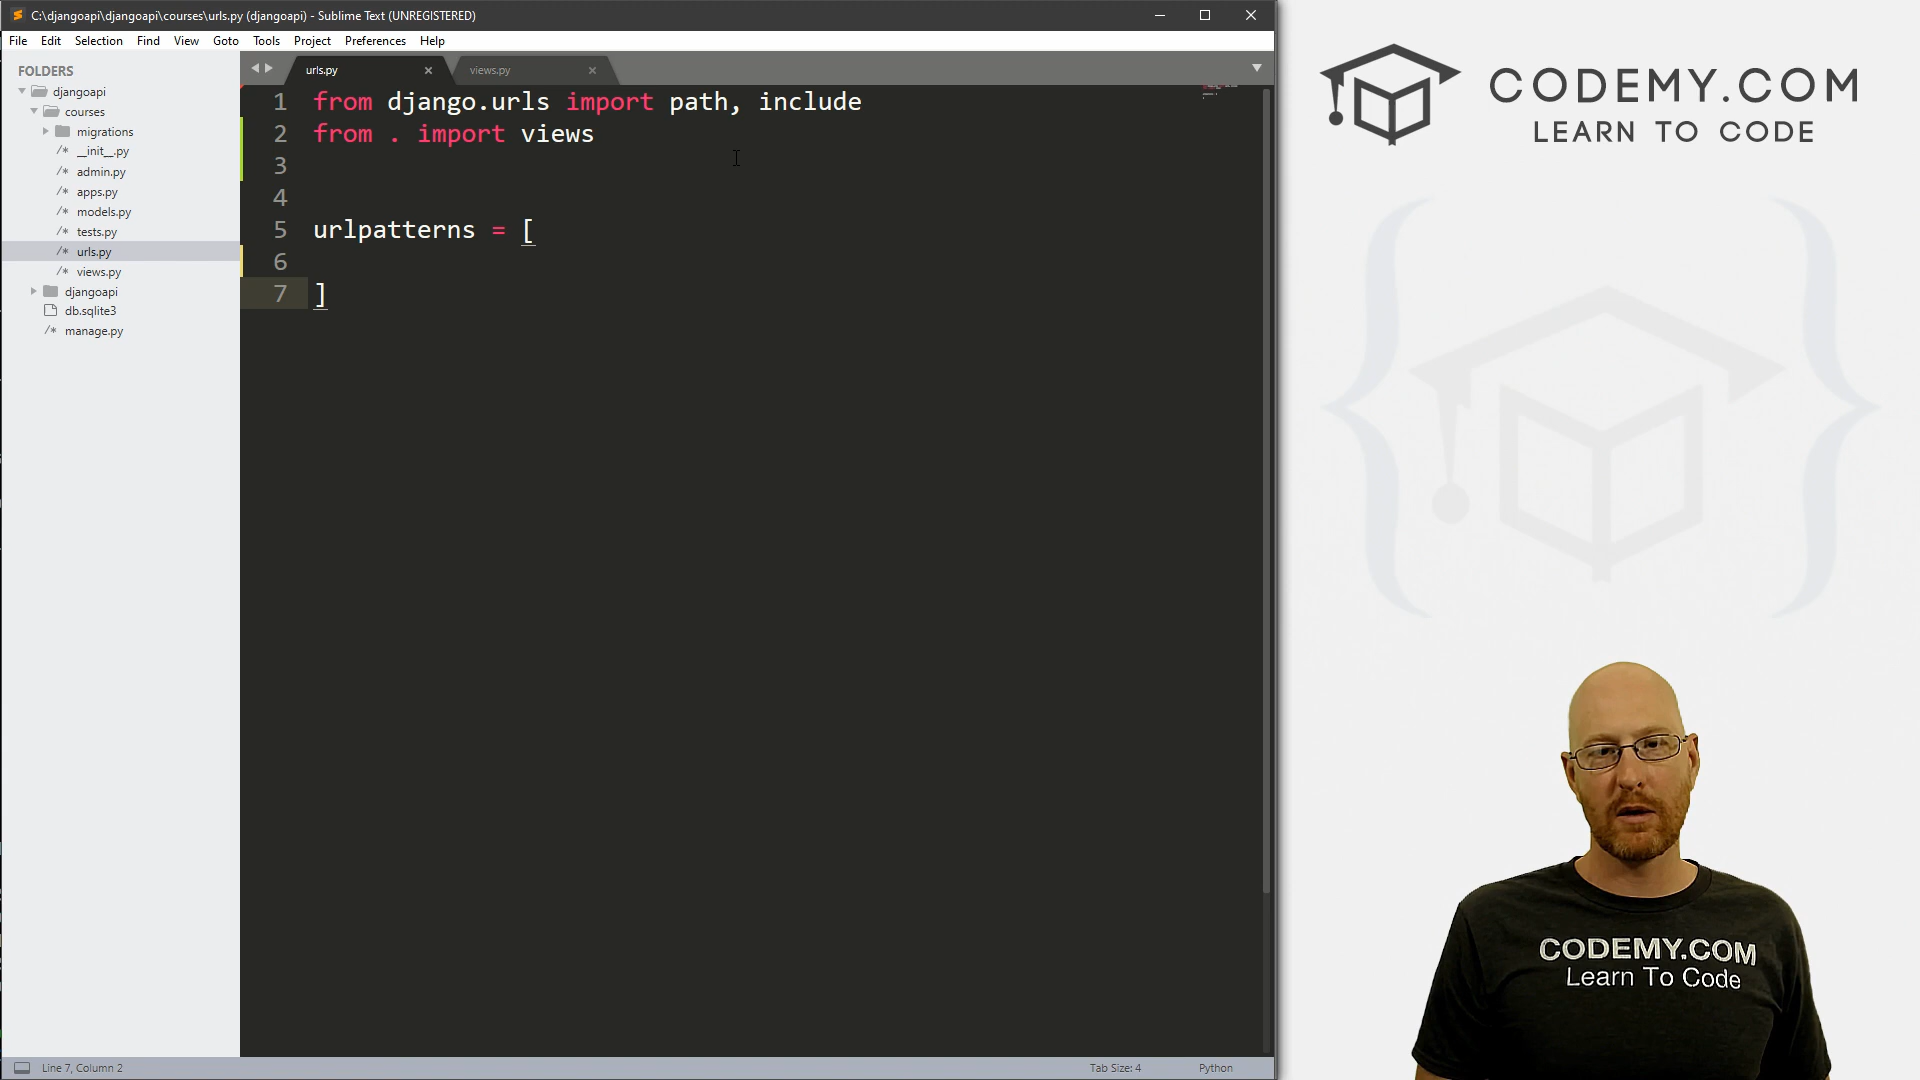 C:\djangoapi\djangoapi\courses\urls.py (djangoapi) - Sublime Text (UNREGISTERED)
File Edit Selection Find View Goto Tools Project Preferences Help
FOLDERS
djangoapi
courses
migrations
__init__.py
admin.py
apps.py
models.py
tests.py
urls.py
views.py
djangoapi
db.sqlite3
manage.py
urls.py
views.py
1 from django.urls import path, include
2 from . import views
3
4
5 urlpatterns = [
6
7 ]
Line 7, Column 2
Tab Size: 4
Python
CODEMY.COM
LEARN TO CODE
CODEMY.COM
Learn To Code